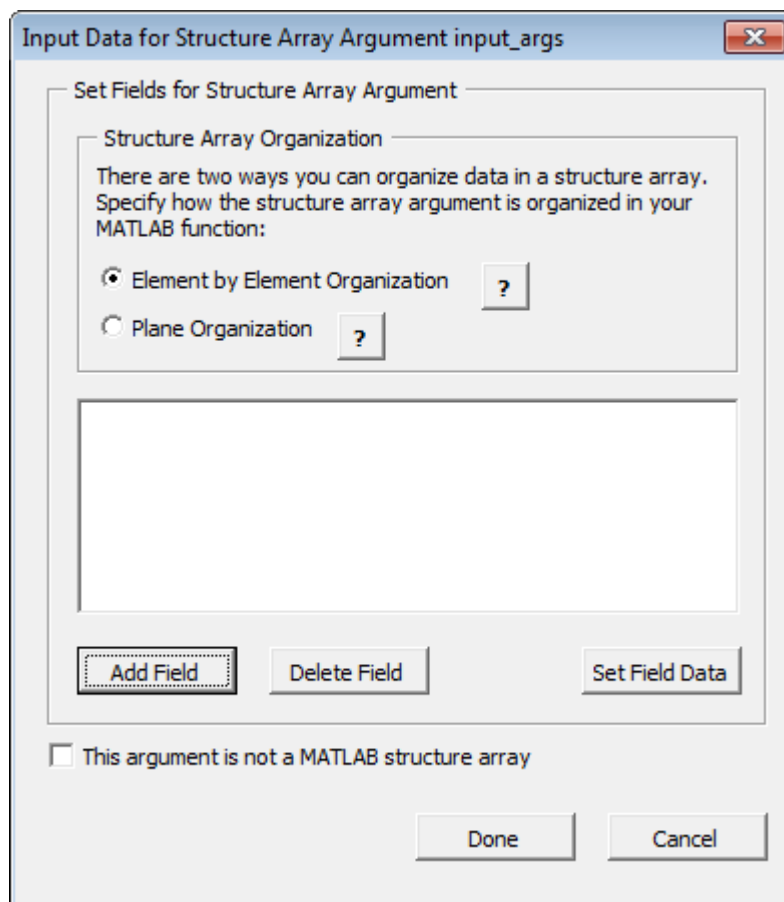 Input Data for Structure Array Argument input_args
Set Fields for Structure Array Argument
Structure Array Organization
There are two ways you can organize data in a structure array.
Specify how the structure array argument is organized in your
MATLAB function:
Element by Element Organization
?
Plane Organization
?
Add Field
Delete Field
Set Field Data
This argument is not a MATLAB structure array
Done
Cancel